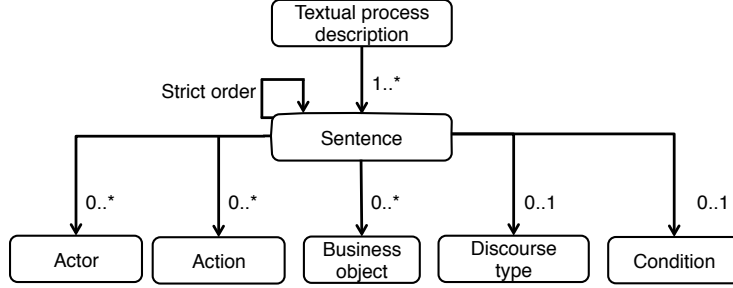 Textual process
description
1..*
Strict order
Sentence
0..*
0..*
0..*
0..1
0..1
Actor
Action
Business
object
Discourse
type
Condition